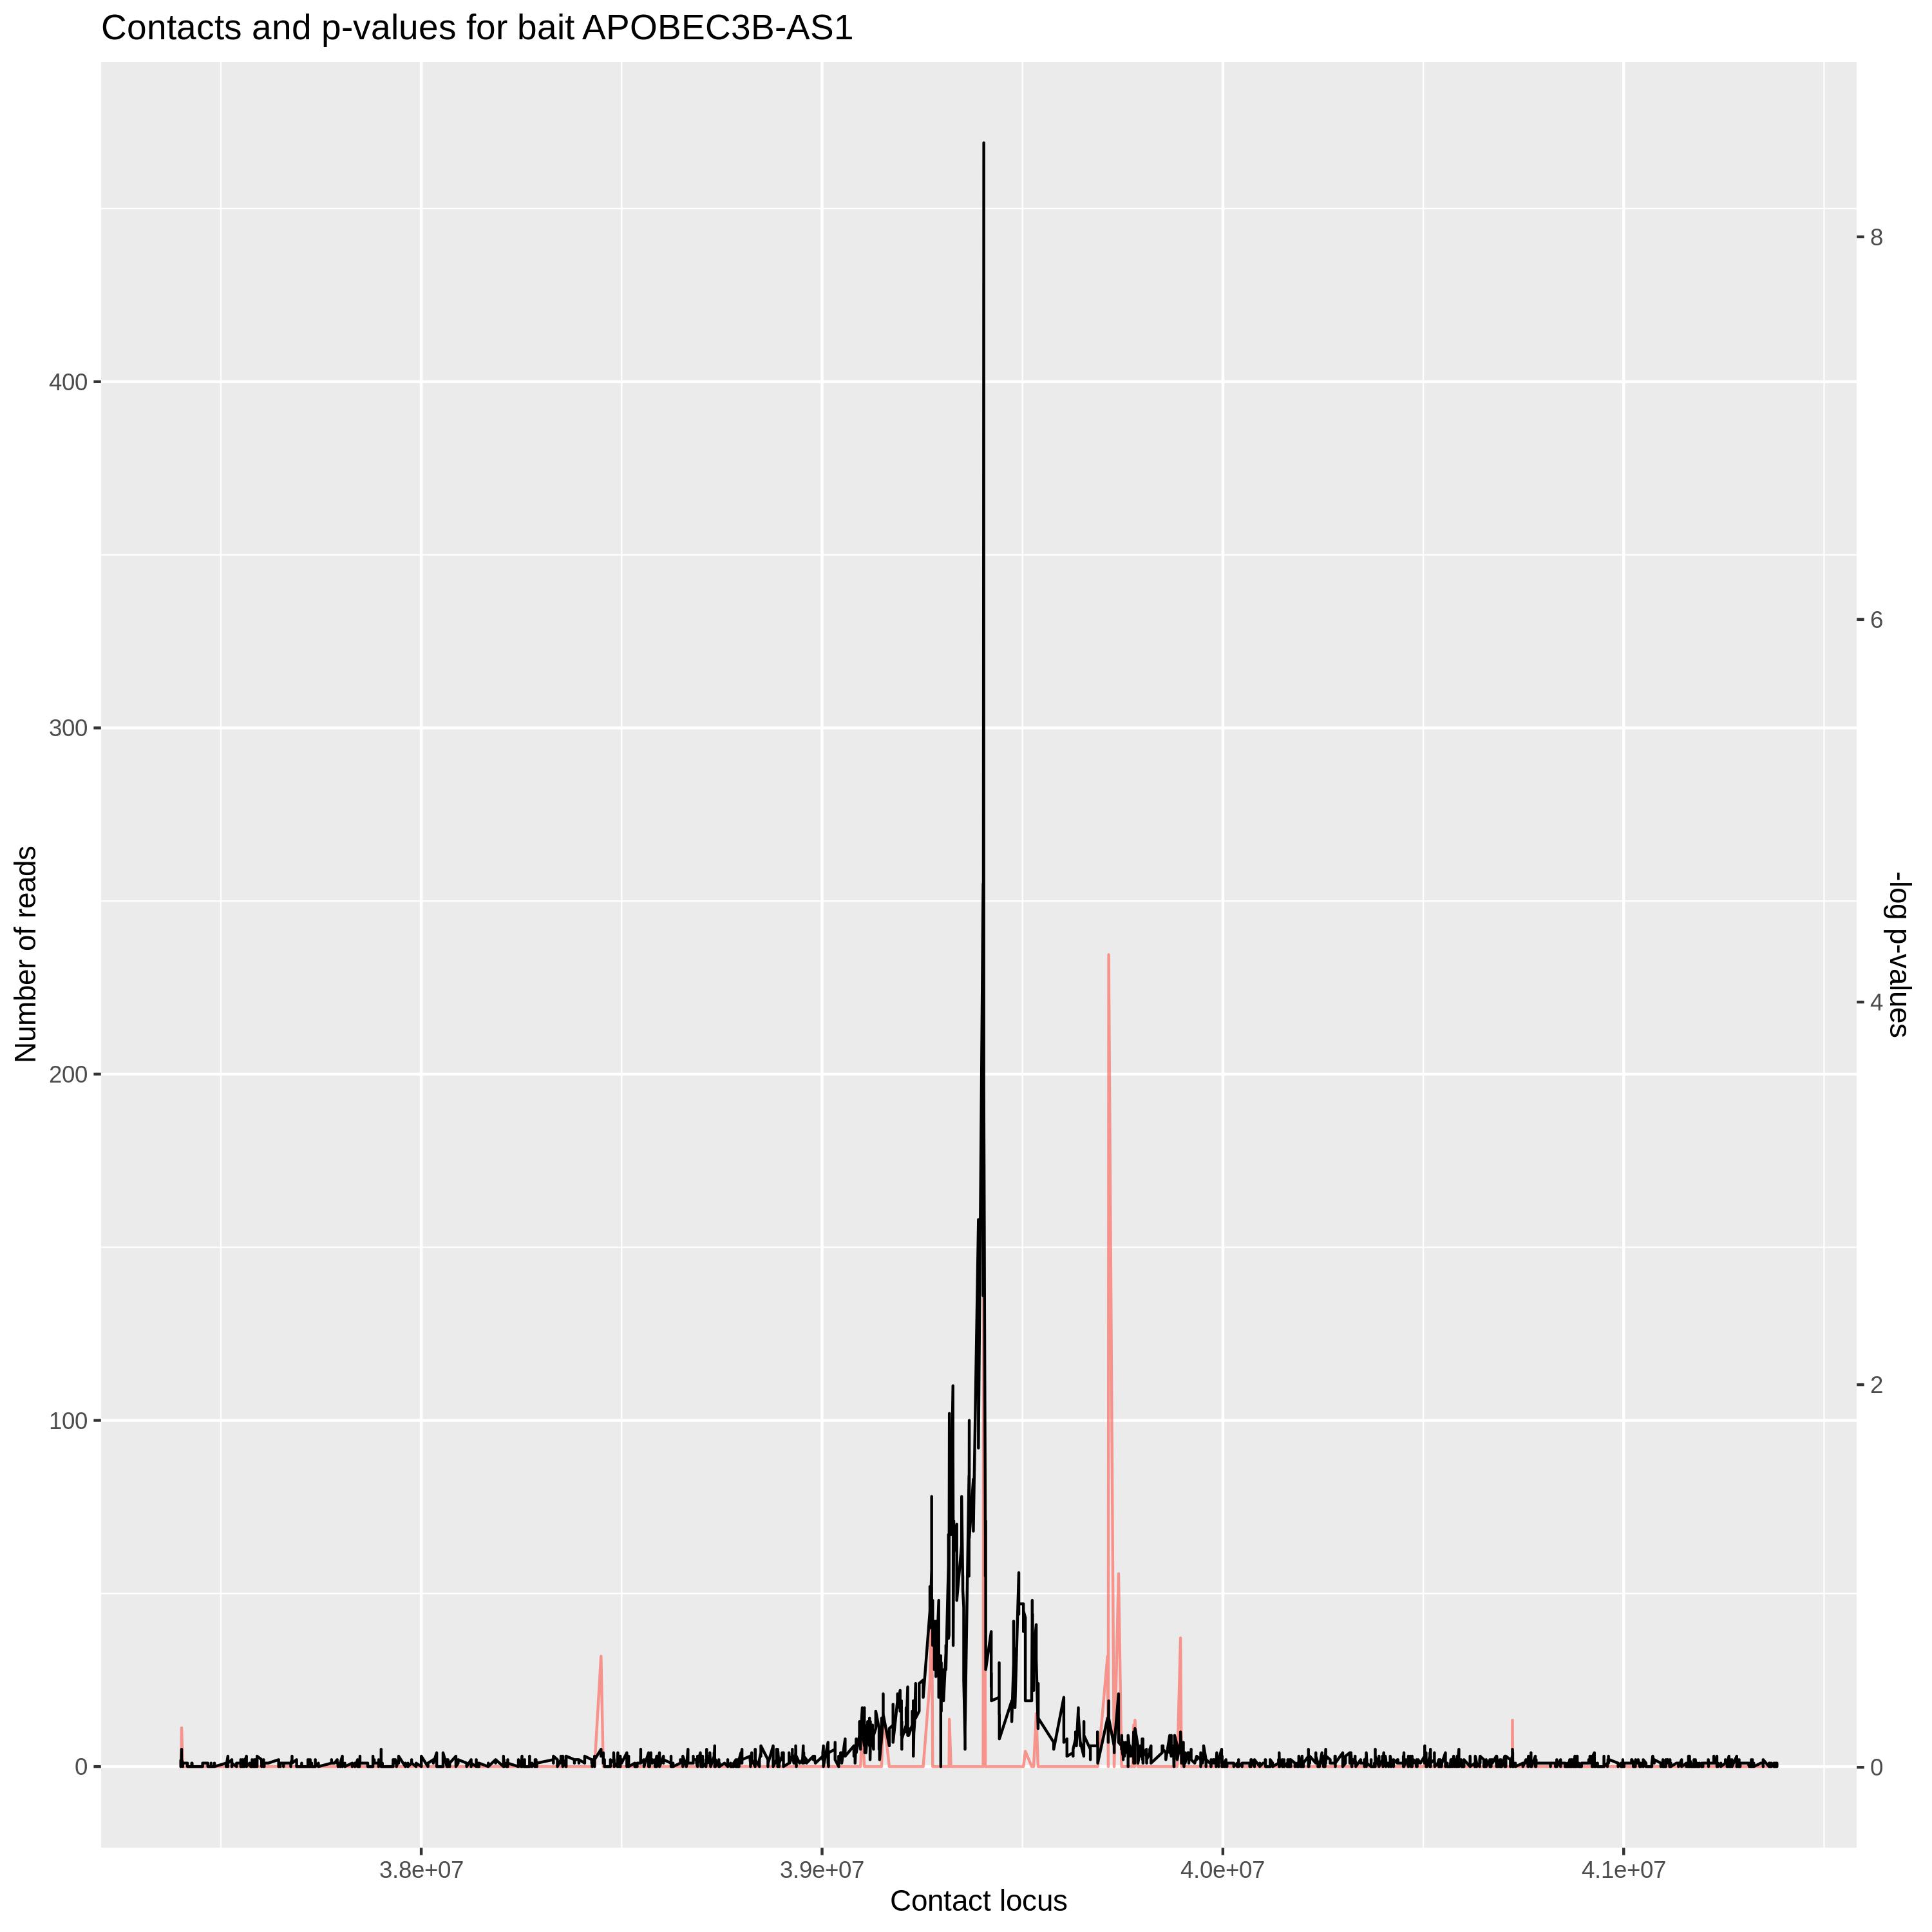 Contacts and p-values for bait APOBEC3B-AS1
400
300
200
100
0
Number of reads
8
6
4
2
0
-log p-values
3.8e+07
3.9e+07
4.0e+07
4.1e+07
Contact locus